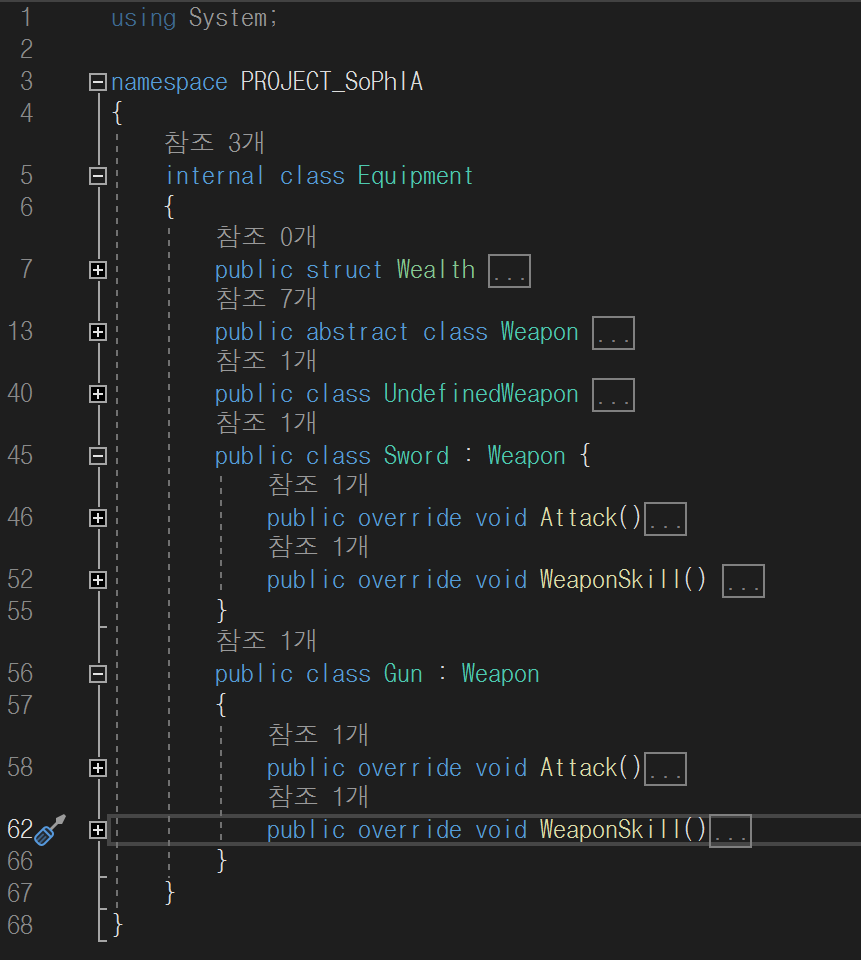 1 using System;
2
3 namespace PROJECT_SoPhIA
4 {
참조 3개
5 internal class Equipment
6 {
참조 0개
7 public struct Wealth ...
참조 7개
13 public abstract class Weapon ...
참조 1개
40 public class UndefinedWeapon ...
참조 1개
45 public class Sword : Weapon {
참조 1개
46 public override void Attack()...
참조 1개
52 public override void WeaponSkill() ...
55 }
참조 1개
56 public class Gun : Weapon
57 {
참조 1개
58 public override void Attack()...
참조 1개
62 public override void WeaponSkill()...
66 }
67 }
68 }